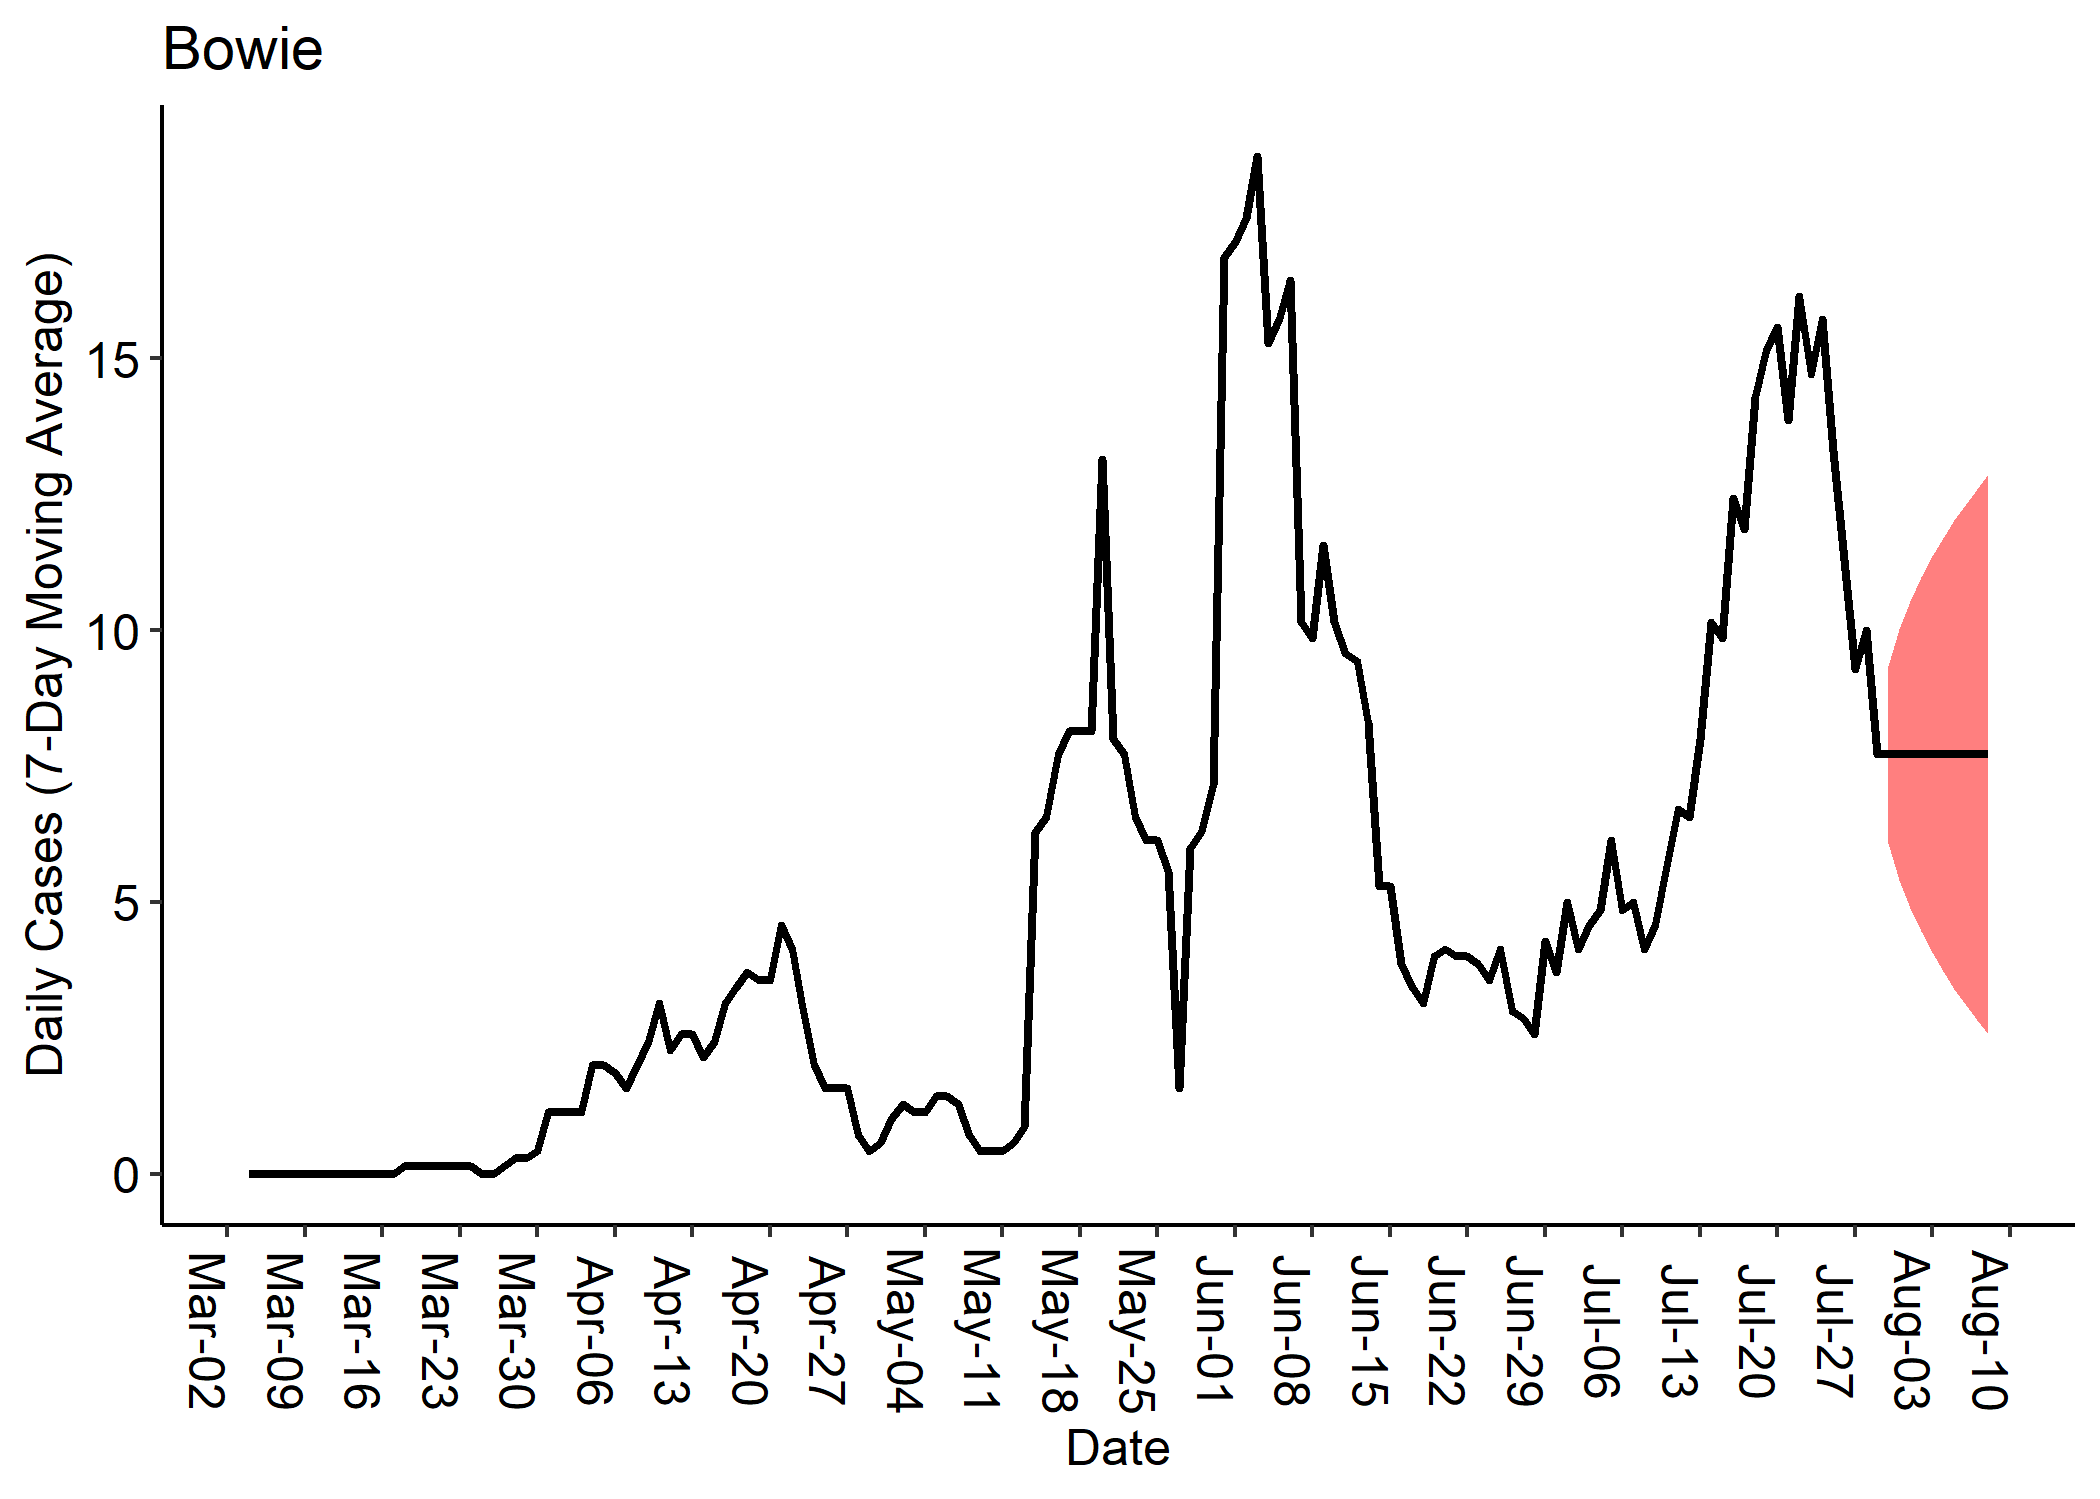 Bowie
Daily Cases (7-Day Moving Average)
15
10
5
0
Mar-02
Mar-09
Mar-16
Mar-23
Mar-30
Apr-06
Apr-13
Apr-20
Apr-27
May-04
May-11
May-18
May-25
Jun-01
Jun-08
Jun-15
Jun-22
Jun-29
Jul-06
Jul-13
Jul-20
Jul-27
Aug-03
Aug-10
Date